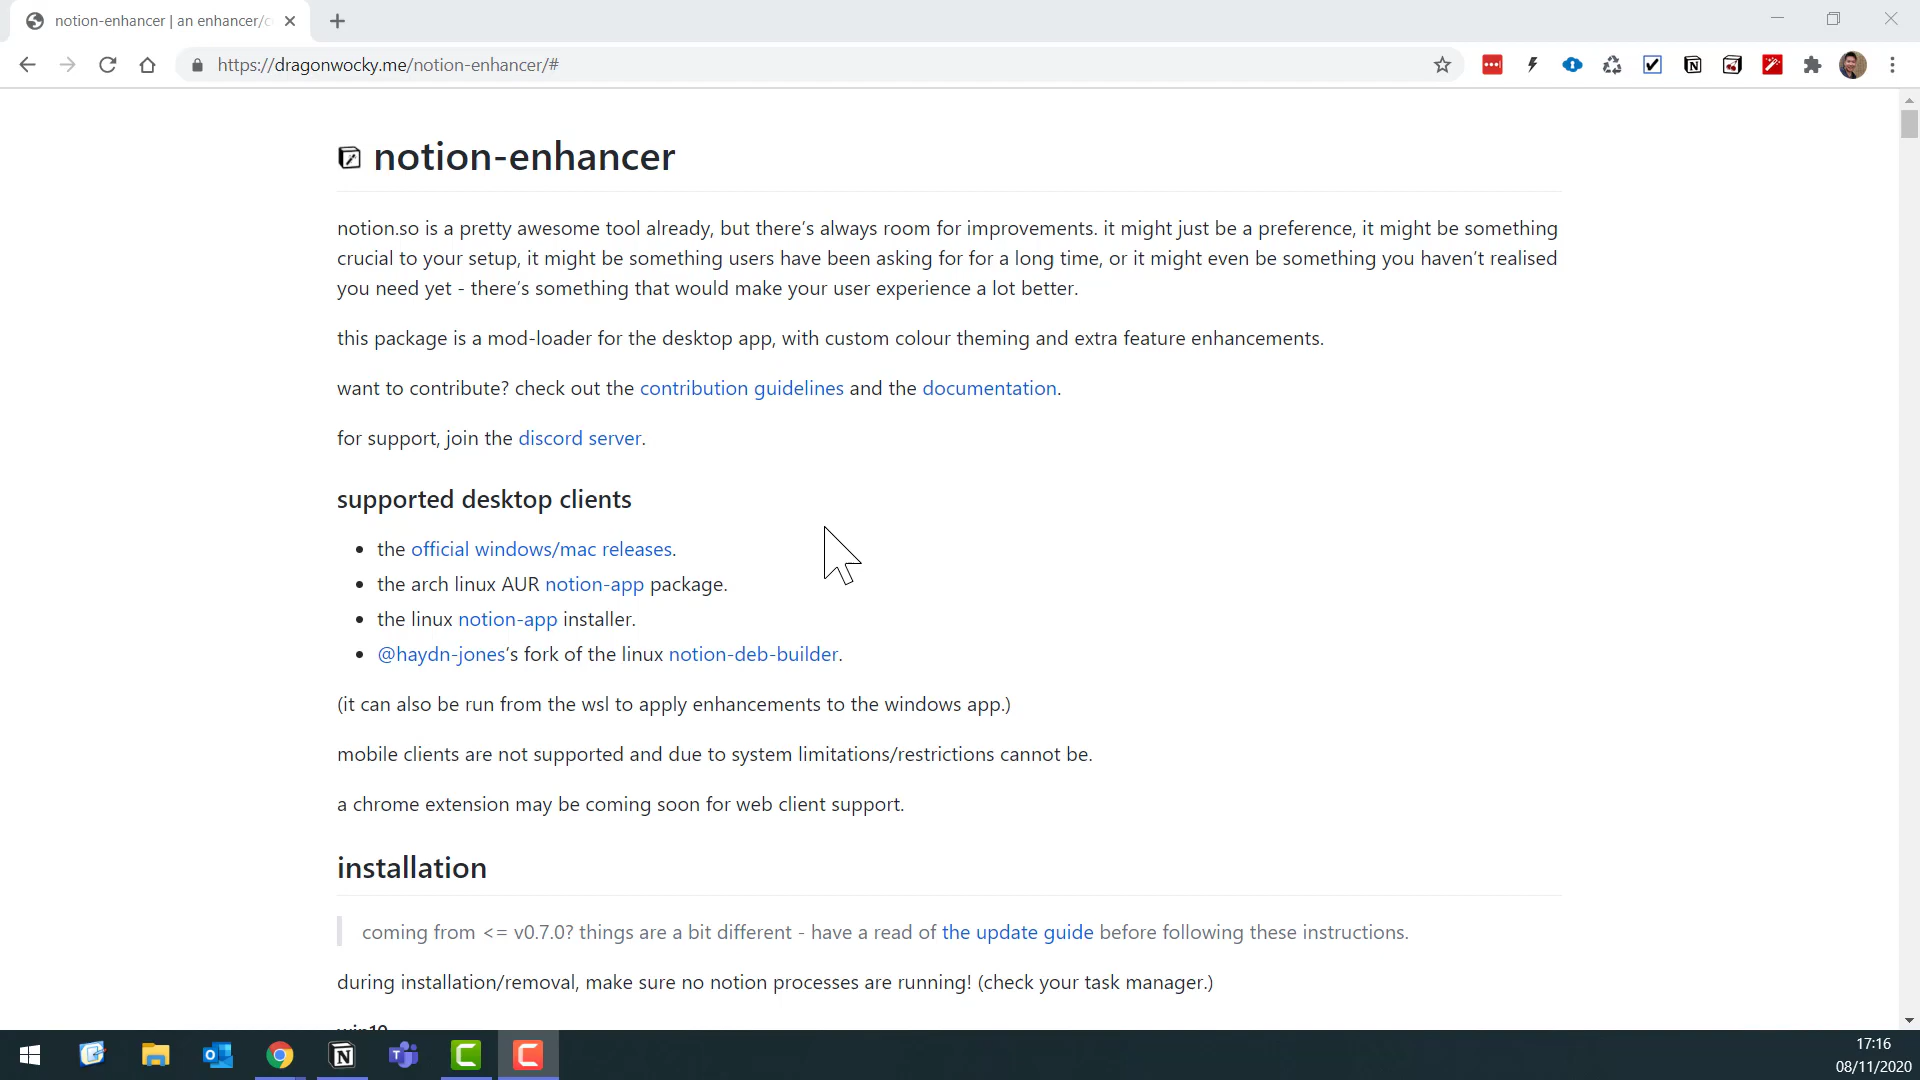 notion-enhancer | an enhancer/c
https://dragonwocky.me/notion-enhancer/#
notion-enhancer
notion.so is a pretty awesome tool already, but there's always room for improvements. it might just be a preference, it might be something
crucial to your setup, it might be something users have been asking for for a long time, or it might even be something you haven't realised
you need yet - there's something that would make your user experience a lot better.
this package is a mod-loader for the desktop app, with custom colour theming and extra feature enhancements.
want to contribute? check out the contribution guidelines and the documentation.
for support, join the discord server.
supported desktop clients
• the official windows/mac releases.
• the arch linux AUR notion-app package.
• the linux notion-app installer.
• @haydn-jones's fork of the linux notion-deb-builder.
(it can also be run from the wsl to apply enhancements to the windows app.)
mobile clients are not supported and due to system limitations/restrictions cannot be.
a chrome extension may be coming soon for web client support.
installation
coming from <= v0.7.0? things are a bit different - have a read of the update guide before following these instructions.
during installation/removal, make sure no notion processes are running! (check your task manager.)
win10
17:16
08/11/2020